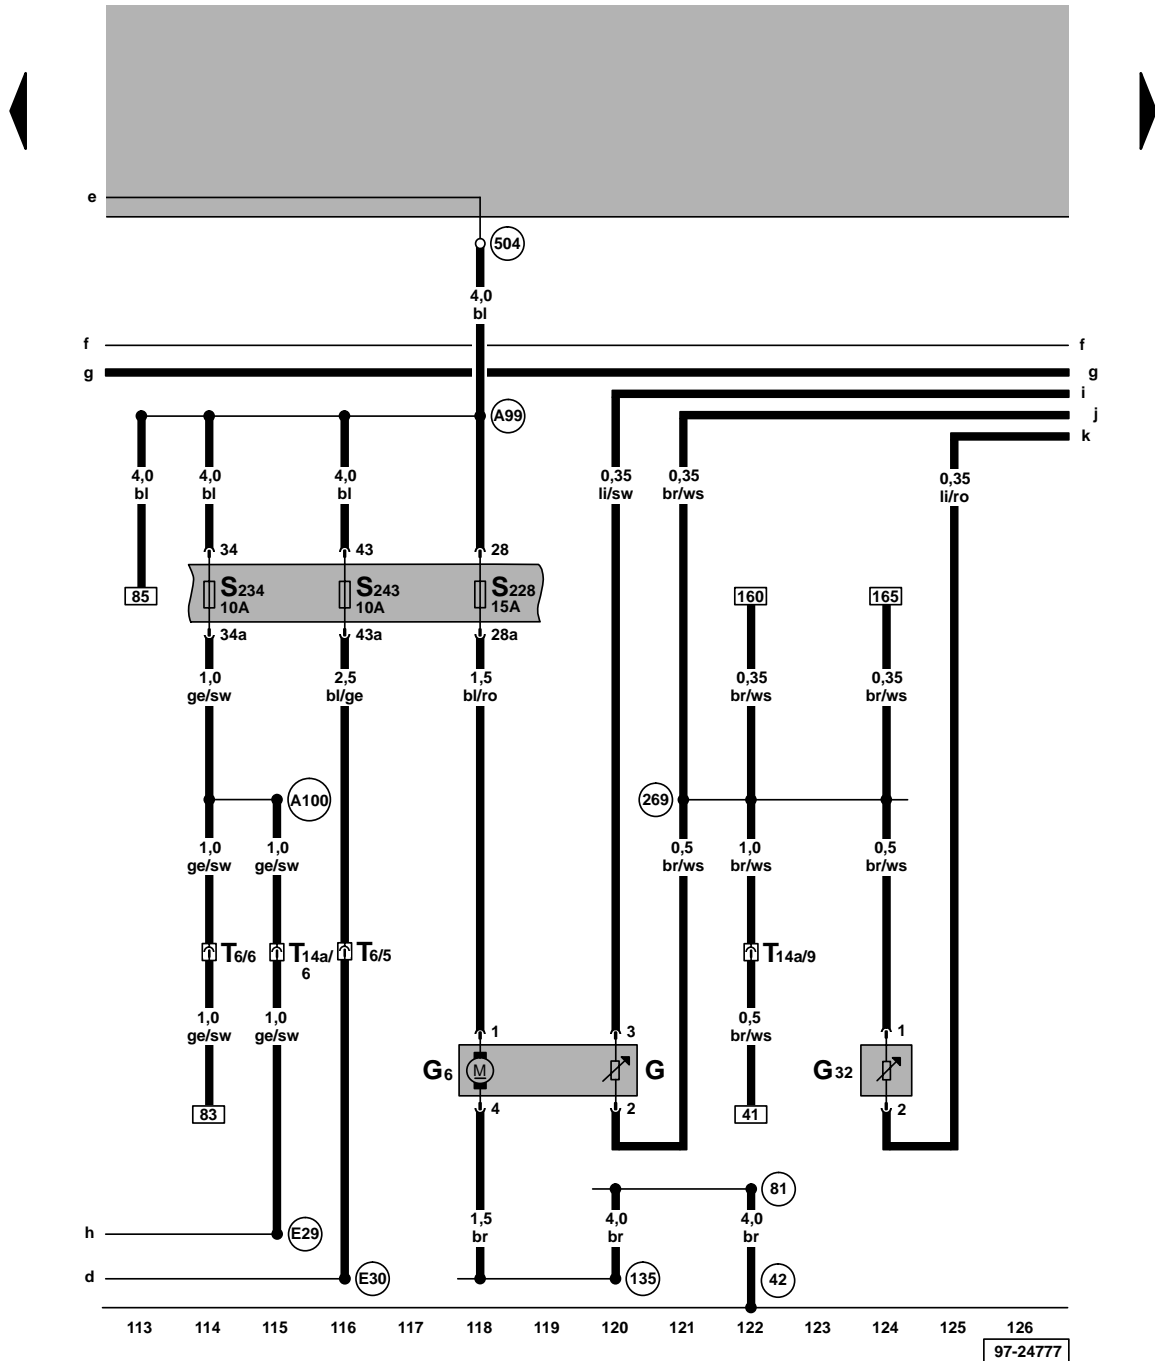 e
504
4,0
bl
f f
g g
i
A99 j
k
4,0 4,0 4,0 0,35 0,35 0,35
bl bl bl li/sw br/ws li/ro
34 43 28
85 S234 S243 S228 160 165
10A 10A 15A
34a 43a 28a
1,0 2,5 1,5 0,35 0,35
ge/sw bl/ge bl/ro br/ws br/ws
A100 269
1,0 1,0 0,5 1,0 0,5
ge/sw ge/sw br/ws br/ws br/ws
T6/6 T14a/ T6/5 T14a/9
6
1,0 1,0 0,5
ge/sw ge/sw br/ws
1 3 1
G6 M G G32
83 4 2 41 2
81
1,5 4,0 4,0
br br br
h E29
d E30 135 42
113 114 115 116 117 118 119 120 121 122 123 124 125 126
97-24777